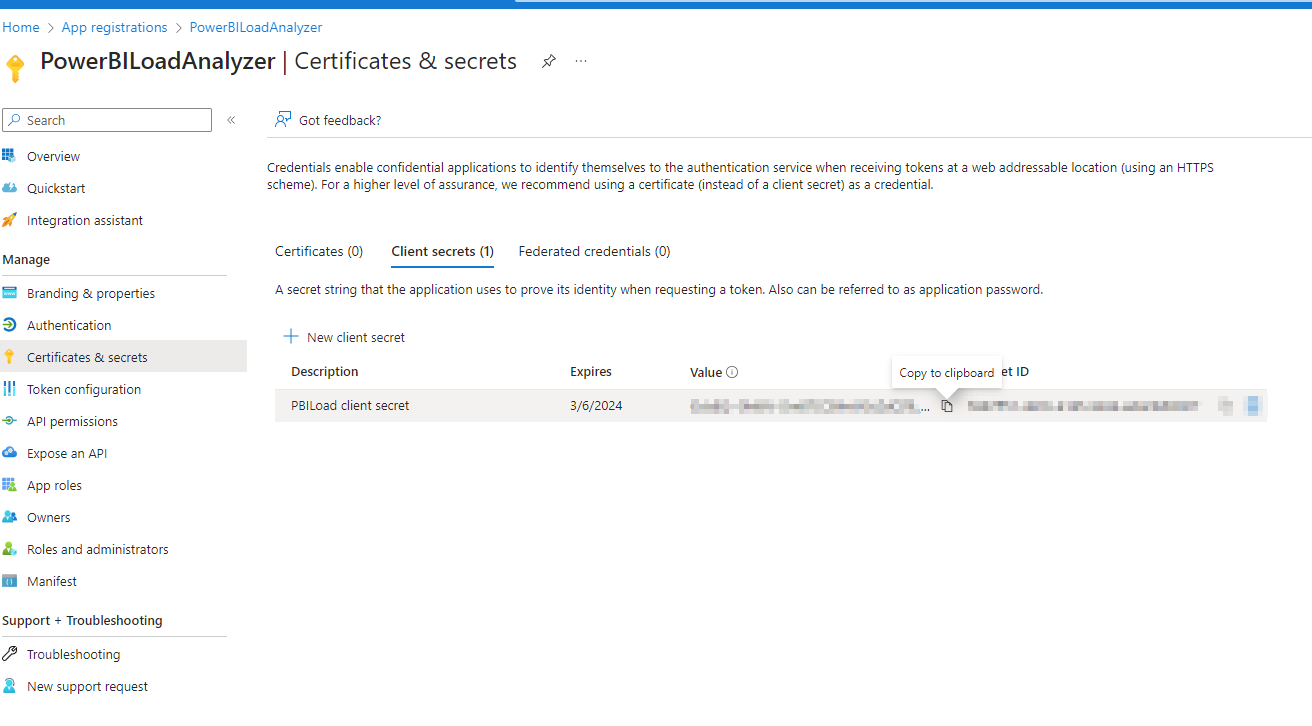 Home > App registrations > PowerBILoadAnalyzer
PowerBILoadAnalyzer | Certificates & secrets
Search
Overview
Quickstart
Integration assistant
Manage
Branding & properties
Authentication
Certificates & secrets
Token configuration
API permissions
Expose an API
App roles
Owners
Roles and administrators
Manifest
Support + Troubleshooting
Troubleshooting
New support request
Got feedback?
Credentials enable confidential applications to identify themselves to the authentication service when receiving tokens at a web addressable location (using an HTTPS
scheme). For a higher level of assurance, we recommend using a certificate (instead of a client secret) as a credential.
Certificates (0) Client secrets (1) Federated credentials (0)
A secret string that the application uses to prove its identity when requesting a token. Also can be referred to as application password.
New client secret
Copy to clipboard
Description Expires Value et ID
PBILoad client secret 3/6/2024